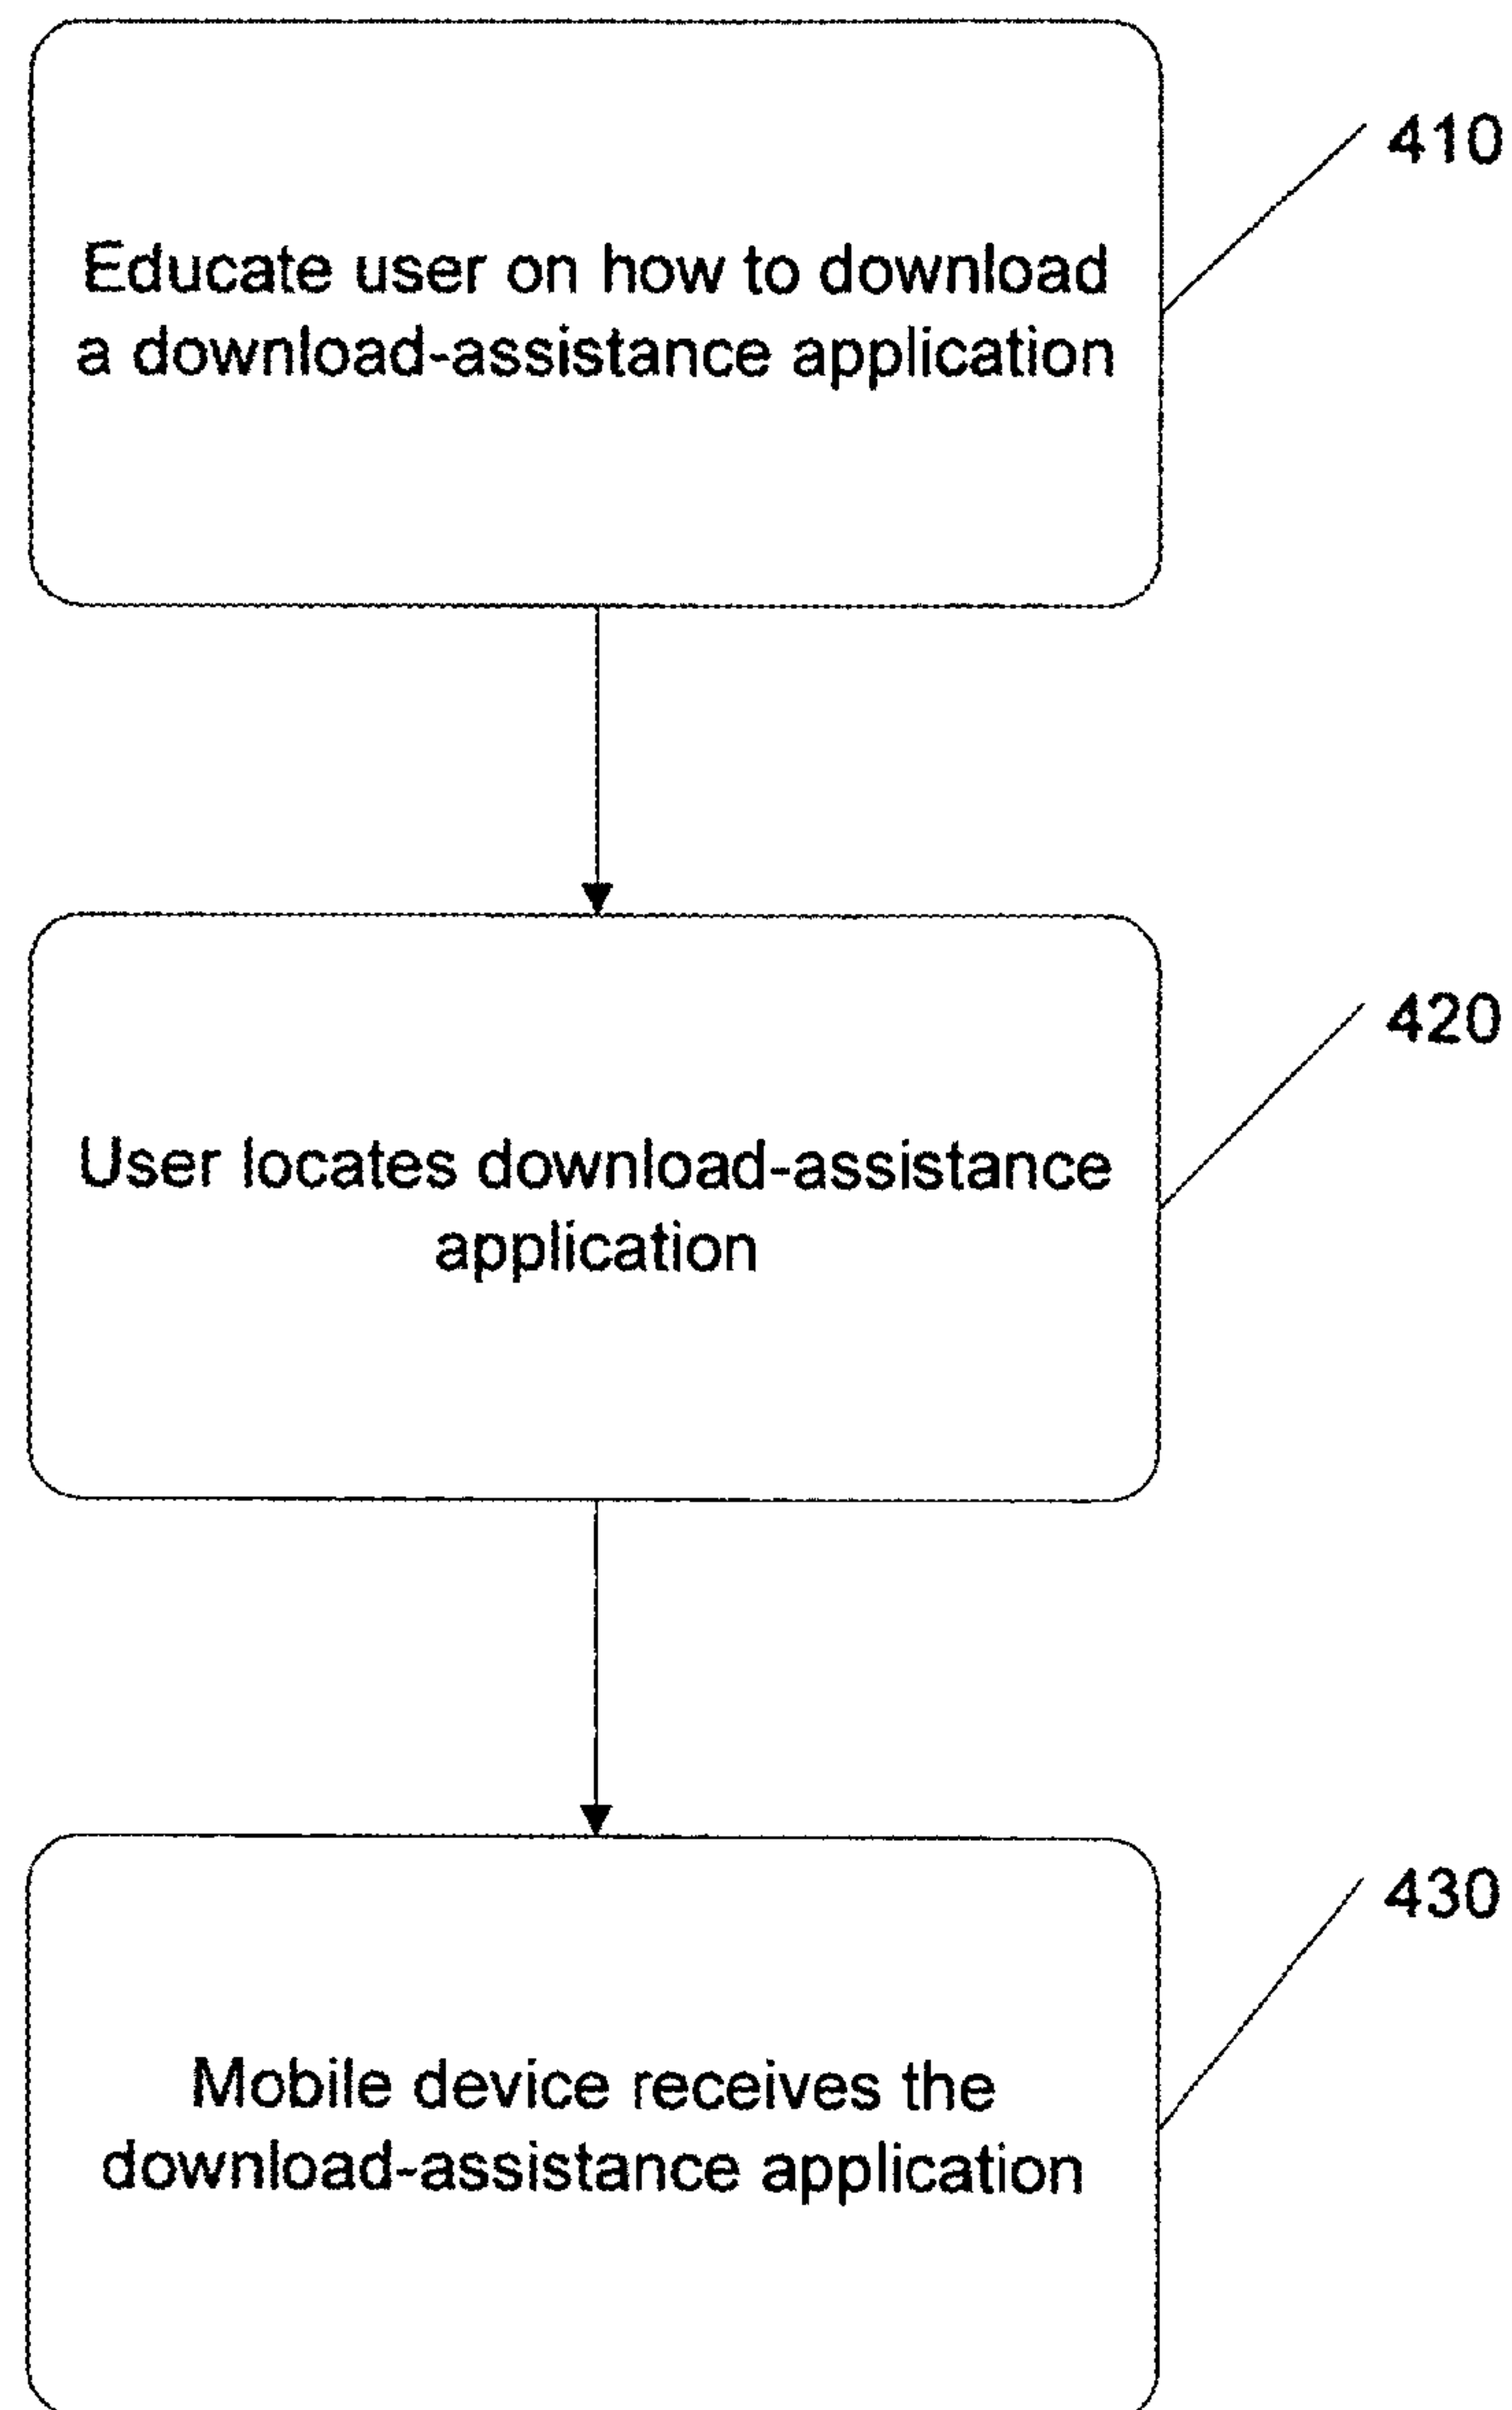 410
Educate user on how to download
a download-assistance application
420
User locates download-assistance
application
430
Mobile device receives the
download-assistance application